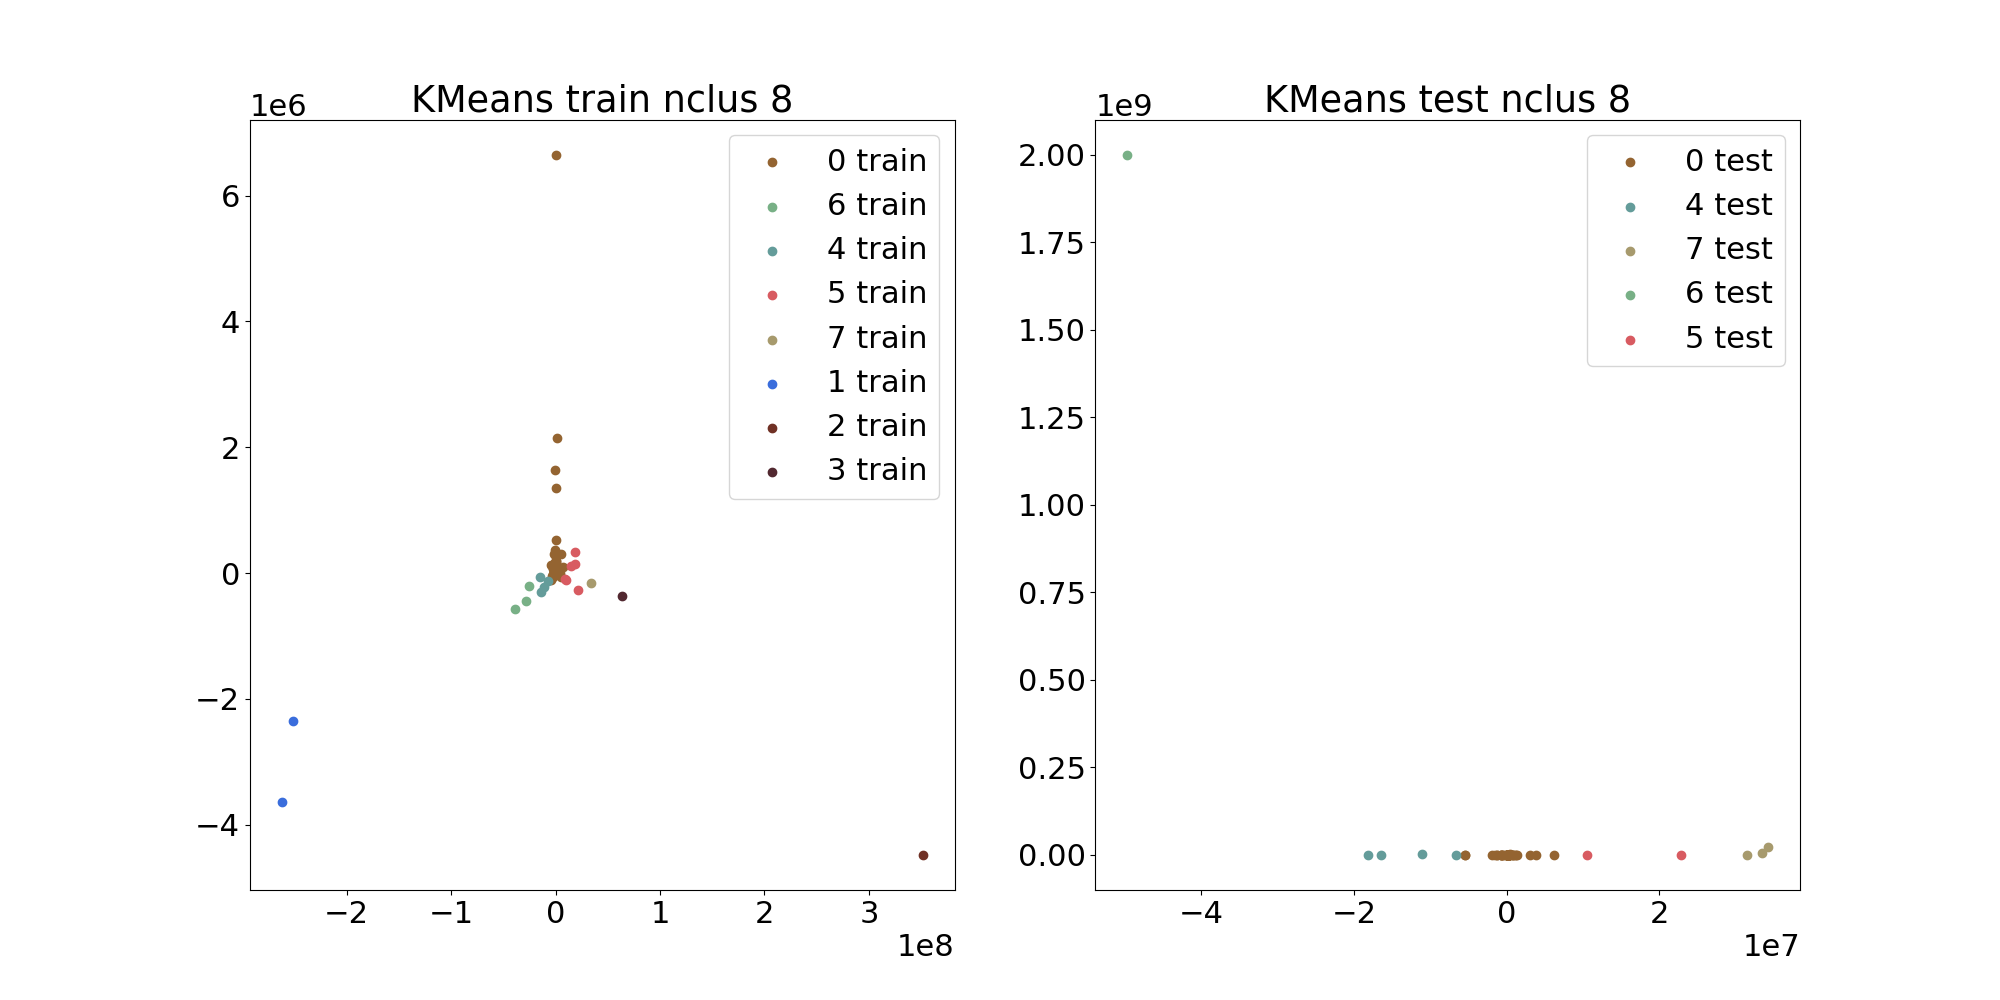 KMeans train nclus 8
1e6
6
4
2
0
−2
−4
0 train
6 train
4 train
5 train
7 train
1 train
2 train
3 train
−2 −1 0 1 2 3
1e8
KMeans test nclus 8
1e9
2.00
1.75
1.50
1.25
1.00
0.75
0.50
0.25
0.00
0 test
4 test
7 test
6 test
5 test
−4 −2 0 2
1e7